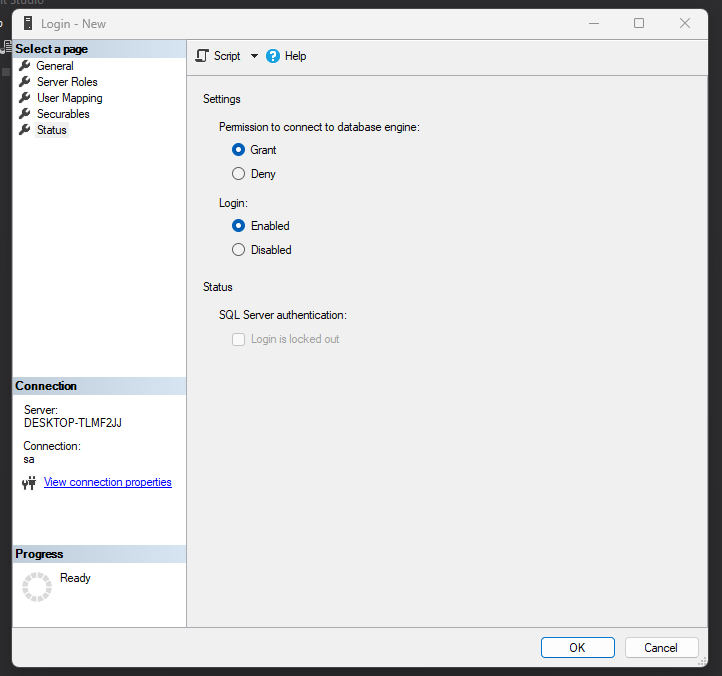 Login - New
Select a page
General
Server Roles
User Mapping
Securables
Status
Script
Help
Settings
Permission to connect to database engine:
Grant
Deny
Login:
Enabled
Disabled
Status
SQL Server authentication:
Login is locked out
Connection
Server:
DESKTOP-TLMF2JJ
Connection:
sa
View connection properties
Progress
Ready
OK
Cancel